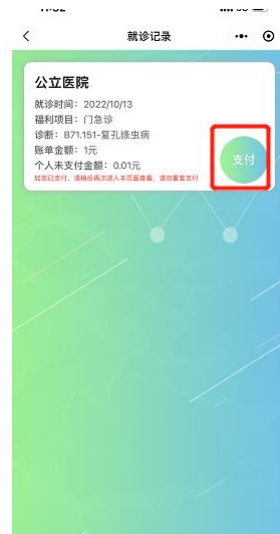 就诊记录
公立医院
就诊时间：2022/10/13
福利项目：门急诊
诊断：B71.151-复孔绦虫病
账单金额：1元
个人未支付金额：0.01元
支付
如您已支付，请稍后再次进入本页面查看，请勿重复支付